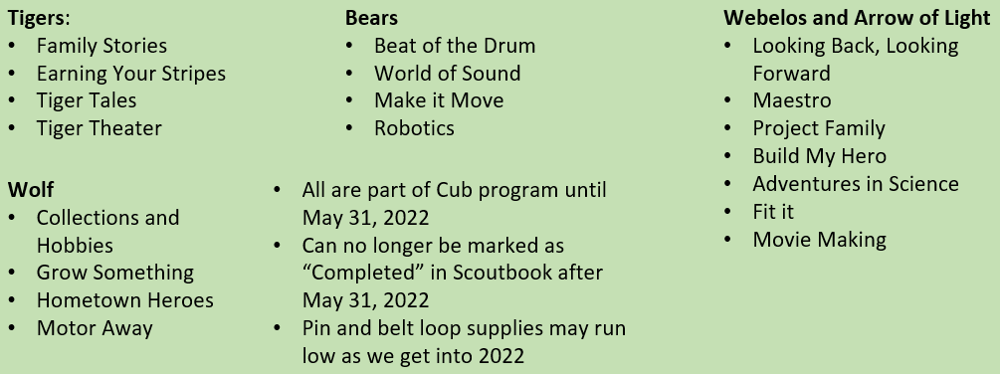 Tigers:
• Family Stories
• Earning Your Stripes
• Tiger Tales
• Tiger Theater
Bears
• Beat of the Drum
• World of Sound
• Make it Move
• Robotics
Webelos and Arrow of Light
• Looking Back, Looking
Forward
• Maestro
• Project Family
• Build My Hero
• Adventures in Science
• Fit it
• Movie Making
Wolf
• Collections and
Hobbies
• Grow Something
• Hometown Heroes
• Motor Away
• All are part of Cub program until
May 31, 2022
• Can no longer be marked as
“Completed” in Scoutbook after
May 31, 2022
• Pin and belt loop supplies may run
low as we get into 2022